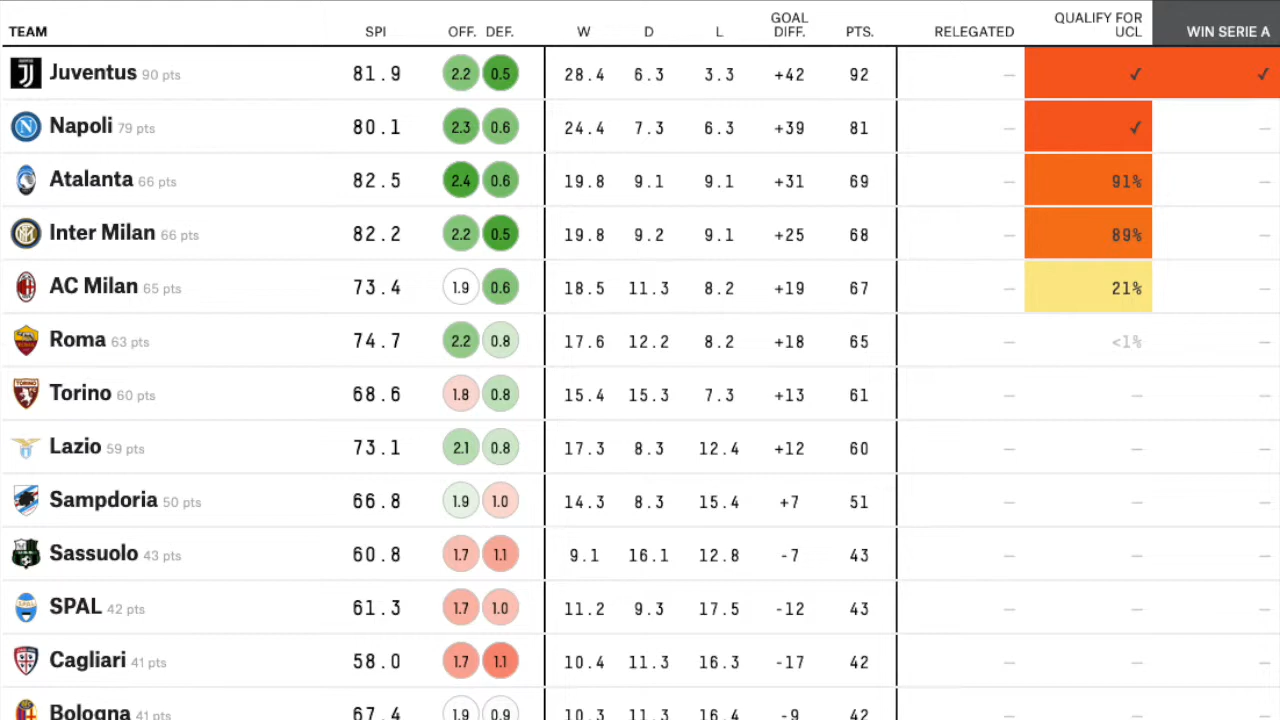 TEAM SPI OFF. DEF. W D L GOAL DIFF. PTS. RELEGATED QUALIFY FOR UCL WIN SERIE A
Juventus 90 pts 81.9 2.2 0.5 28.4 6.3 3.3 +42 92 — ✓ ✓
Napoli 79 pts 80.1 2.3 0.6 24.4 7.3 6.3 +39 81 — ✓ —
Atalanta 66 pts 82.5 2.4 0.6 19.8 9.1 9.1 +31 69 — 91% —
Inter Milan 66 pts 82.2 2.2 0.5 19.8 9.2 9.1 +25 68 — 89% —
AC Milan 65 pts 73.4 1.9 0.6 18.5 11.3 8.2 +19 67 — 21% —
Roma 63 pts 74.7 2.2 0.8 17.6 12.2 8.2 +18 65 — <1% —
Torino 60 pts 68.6 1.8 0.8 15.4 15.3 7.3 +13 61 — — —
Lazio 59 pts 73.1 2.1 0.8 17.3 8.3 12.4 +12 60 — — —
Sampdoria 50 pts 66.8 1.9 1.0 14.3 8.3 15.4 +7 51 — — —
Sassuolo 43 pts 60.8 1.7 1.1 9.1 16.1 12.8 -7 43 — — —
SPAL 42 pts 61.3 1.7 1.0 11.2 9.3 17.5 -12 43 — — —
Cagliari 41 pts 58.0 1.7 1.1 10.4 11.3 16.3 -17 42 — — —
Bologna 41 pts 67.4 1.9 0.9 10.3 11.3 16.4 -9 42 — — —